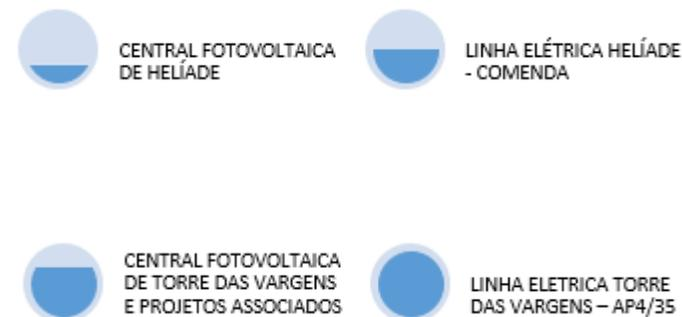 CENTRAL FOTOVOLTAICA
DE HELÍADE
LINHA ELÉTRICA HELÍADE
- COMENDA
CENTRAL FOTOVOLTAICA
DE TORRE DAS VARGENS
E PROJETOS ASSOCIADOS
LINHA ELETRICA TORRE
DAS VARGENS – AP4/35